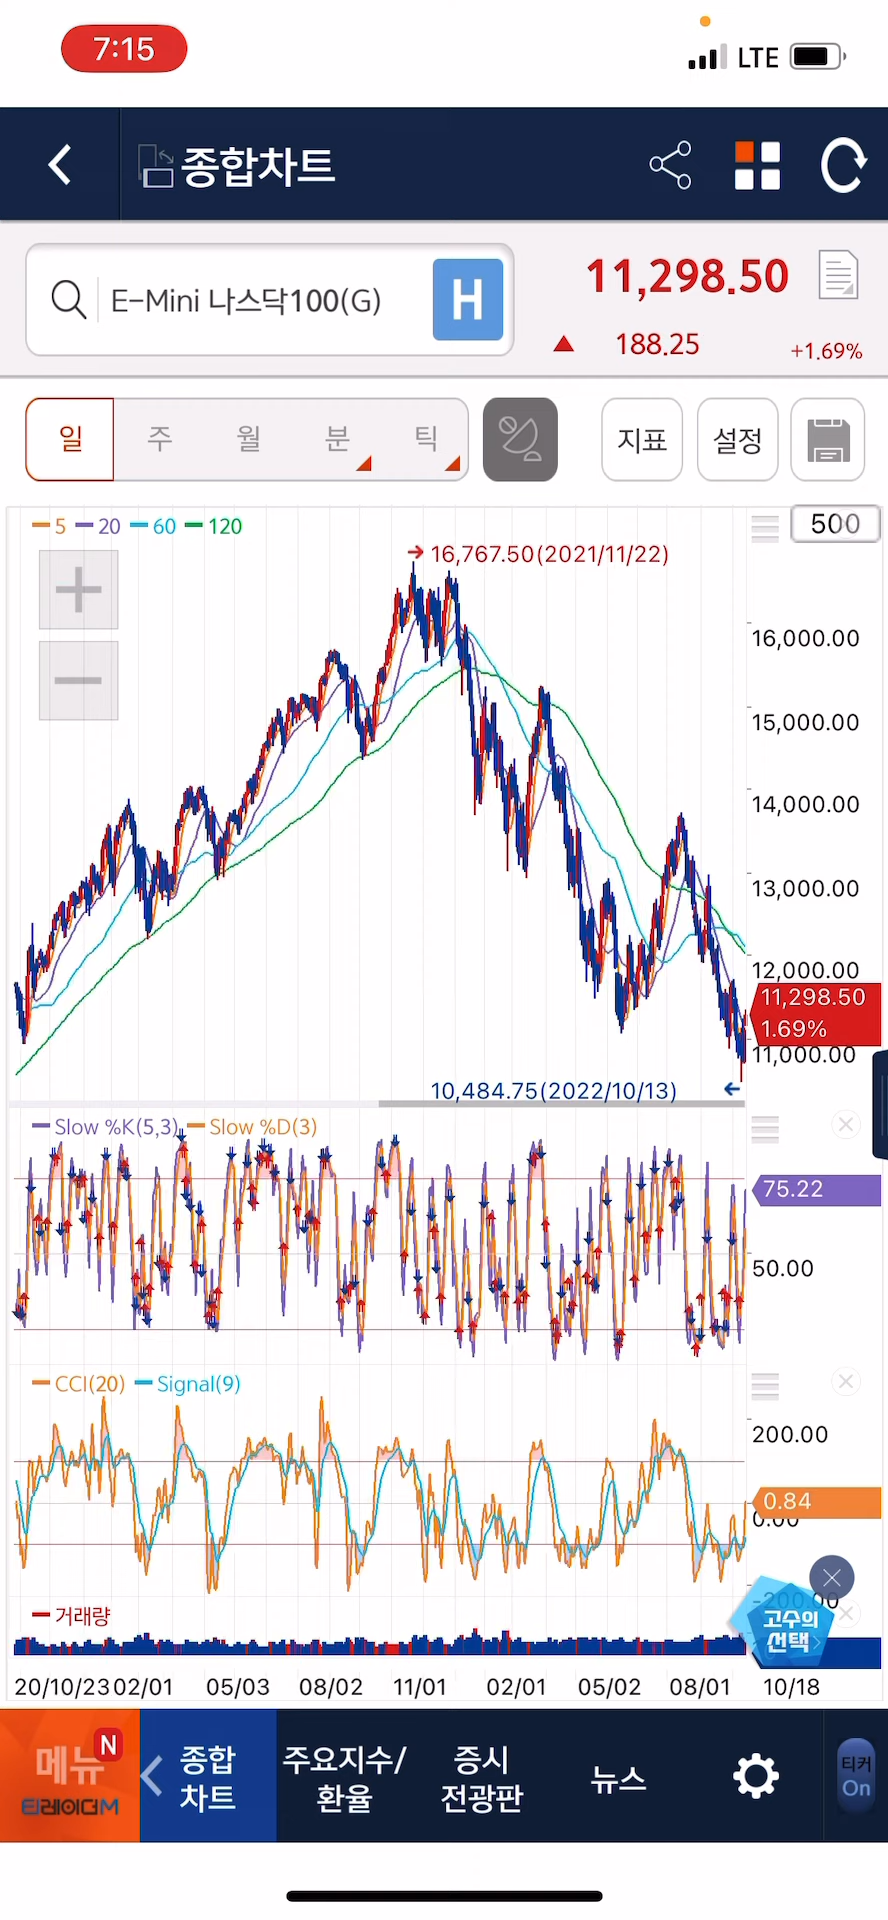 7:15
LTE
종합차트
E-Mini 나스닥100(G)
H
11,298.50
▲ 188.25 +1.69%
일 주 월 분 틱
지표 설정
5 20 60 120
500
16,767.50(2021/11/22)
16,000.00
15,000.00
14,000.00
13,000.00
12,000.00
11,298.50
1.69%
11,000.00
10,484.75(2022/10/13)
Slow %K(5,3) Slow %D(3)
75.22
50.00
CCI(20) Signal(9)
200.00
0.84
0.00
-200.00
거래량
고수의
선택
20/10/23 02/01 05/03 08/02 11/01 02/01 05/02 08/01 10/18
메뉴 N
티레이더M
종합
차트
주요지수/
환율
증시
전광판
뉴스
티커
On